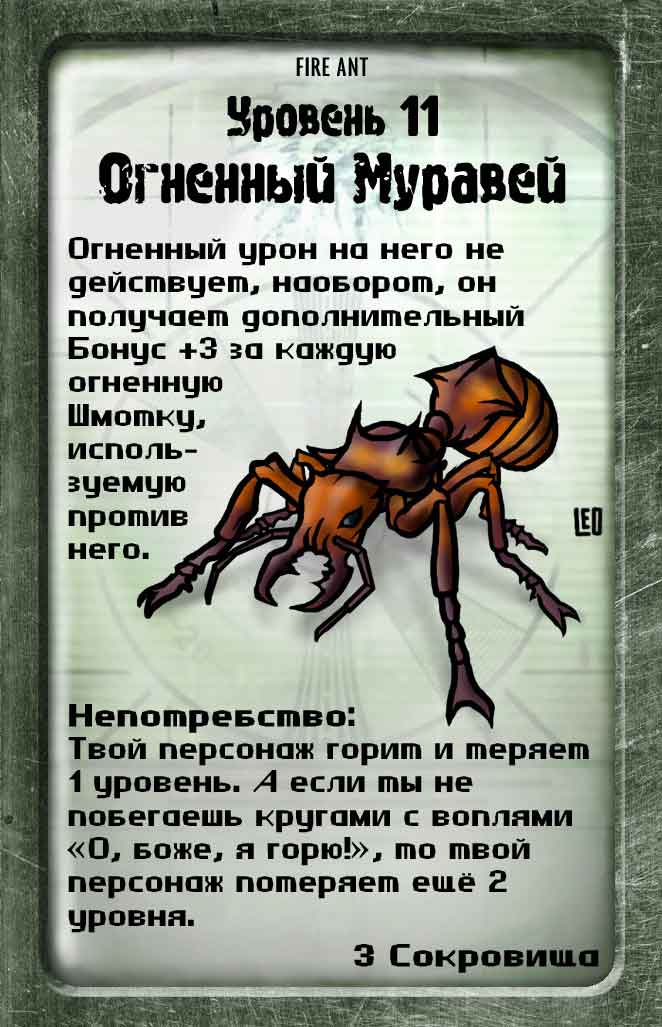 FIRE ANT
Уровень 11
Огненный Муравей
Огненный урон на него не
действует, наоборот, он
получает дополнительный
Бонус +3 за каждую
огненную
Шмотку,
исполь-
зуемую
против
него.
LEO
Непотребство:
Твой персонаж горит и теряет
1 уровень. А если ты не
побегаешь кругами с воплями
«О, боже, я горю!», то твой
персонаж потеряет ещё 2
уровня.
3 Сокровища